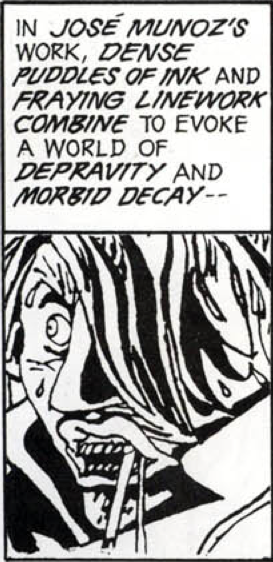 IN JOSÉ MUNOZ'S
WORK, DENSE
PUDDLES OF INK AND
FRAYING LINEWORK
COMBINE TO EVOKE
A WORLD OF
DEPRAVITY AND
MORBID DECAY--